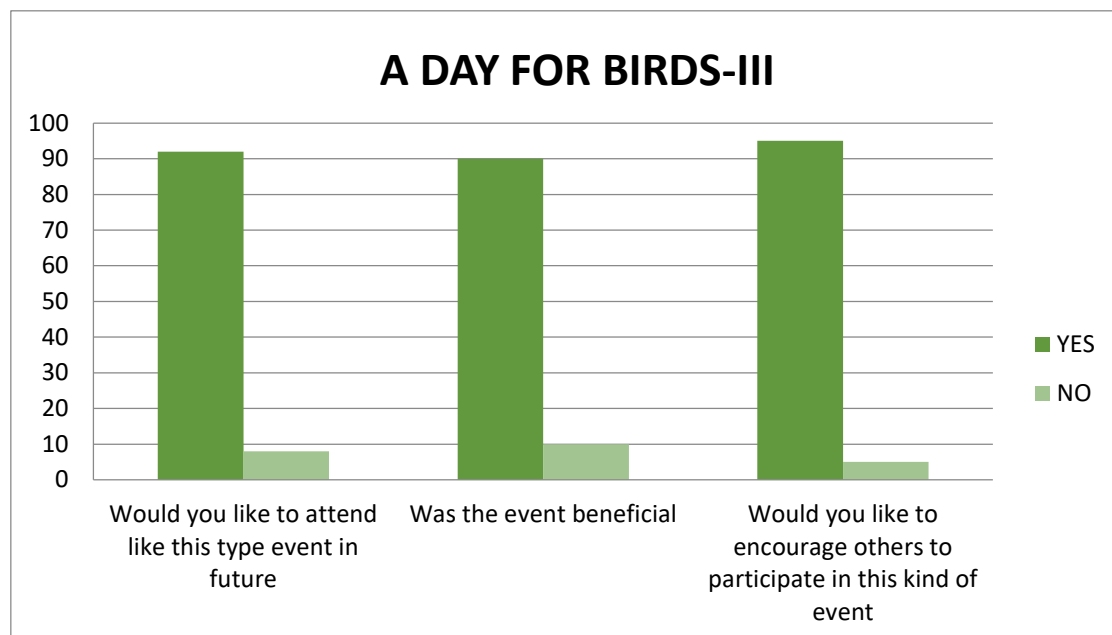 A DAY FOR BIRDS-III
100
90
80
70
60
50
40
30
20
10
0
Would you like to attend
like this type event in
future
Was the event beneficial
Would you like to
encourage others to
participate in this kind of
event
YES
NO